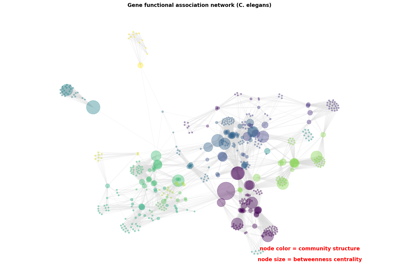 Gene functional association network (C. elegans)
node color = community structure
node size = betweenness centrality